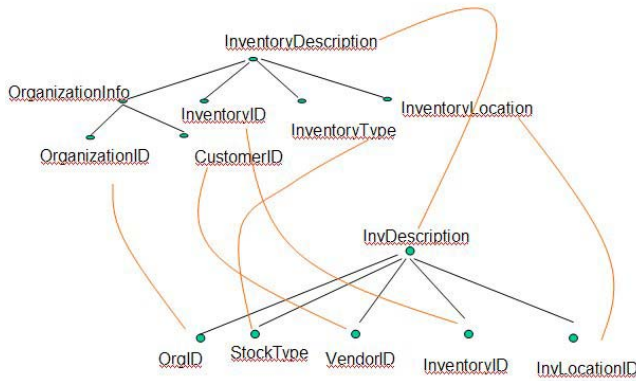 InventoryDescription
OrganizationInfo
InventoryID
InventoryType
InventoryLocation
OrganizationID
CustomerID
InvDescription
OrgID
StockType
VendorID
InventoryID
InvLocationID